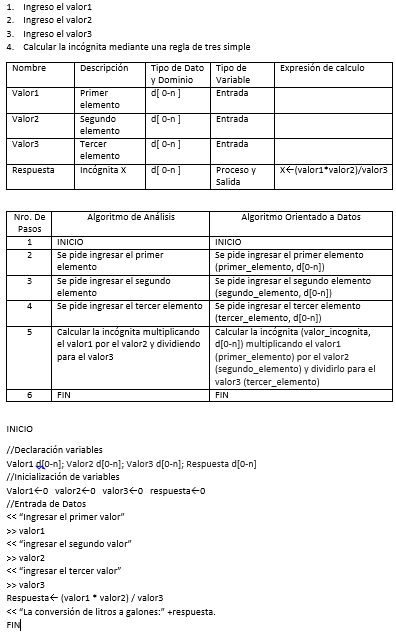 1. Ingreso el valor1
2. Ingreso el valor2
3. Ingreso el valor3
4. Calcular la incógnita mediante una regla de tres simple
Nombre Descripción Tipo de Dato y Dominio Tipo de Variable Expresión de calculo
Valor1 Primer elemento d[ 0-n ] Entrada
Valor2 Segundo elemento d[ 0-n ] Entrada
Valor3 Tercer elemento d[ 0-n ] Entrada
Respuesta Incógnita X d[ 0-n ] Proceso y Salida X←(valor1*valor2)/valor3
Nro. De Pasos Algoritmo de Análisis Algoritmo Orientado a Datos
1 INICIO INICIO
2 Se pide ingresar el primer elemento Se pide ingresar el primer elemento (primer_elemento, d[0-n])
3 Se pide ingresar el segundo elemento Se pide ingresar el segundo elemento (segundo_elemento, d[0-n])
4 Se pide ingresar el tercer elemento Se pide ingresar el tercer elemento (tercer_elemento, d[0-n])
5 Calcular la incógnita multiplicando el valor1 por el valor2 y dividiendo para el valor3 Calcular la incógnita (valor_incognita, d[0-n]) multiplicando el valor1 (primer_elemento) por el valor2 (segundo_elemento) y dividirlo para el valor3 (tercer_elemento)
6 FIN FIN
INICIO
//Declaración variables
Valor1 d[0-n]; Valor2 d[0-n]; Valor3 d[0-n]; Respuesta d[0-n]
//Inicialización de variables
Valor1←0 valor2←0 valor3←0 respuesta←0
//Entrada de Datos
<< "Ingresar el primer valor"
>> valor1
<< "ingresar el segundo valor"
>> valor2
<< "ingresar el tercer valor"
>> valor3
Respuesta← (valor1 * valor2) / valor3
<< "La conversión de litros a galones:" +respuesta.
FIN